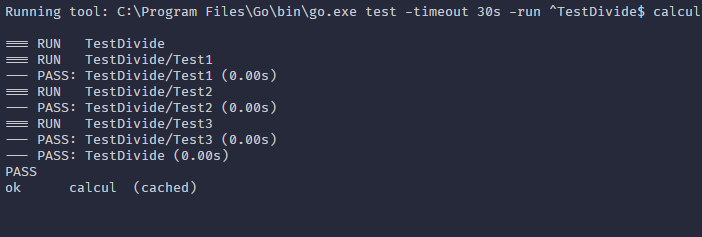 Running tool: C:\Program Files\Go\bin\go.exe test -timeout 30s -run ^TestDivide$ calcul
=== RUN   TestDivide
=== RUN   TestDivide/Test1
--- PASS: TestDivide/Test1 (0.00s)
=== RUN   TestDivide/Test2
--- PASS: TestDivide/Test2 (0.00s)
=== RUN   TestDivide/Test3
--- PASS: TestDivide/Test3 (0.00s)
--- PASS: TestDivide (0.00s)
PASS
ok      calcul  (cached)